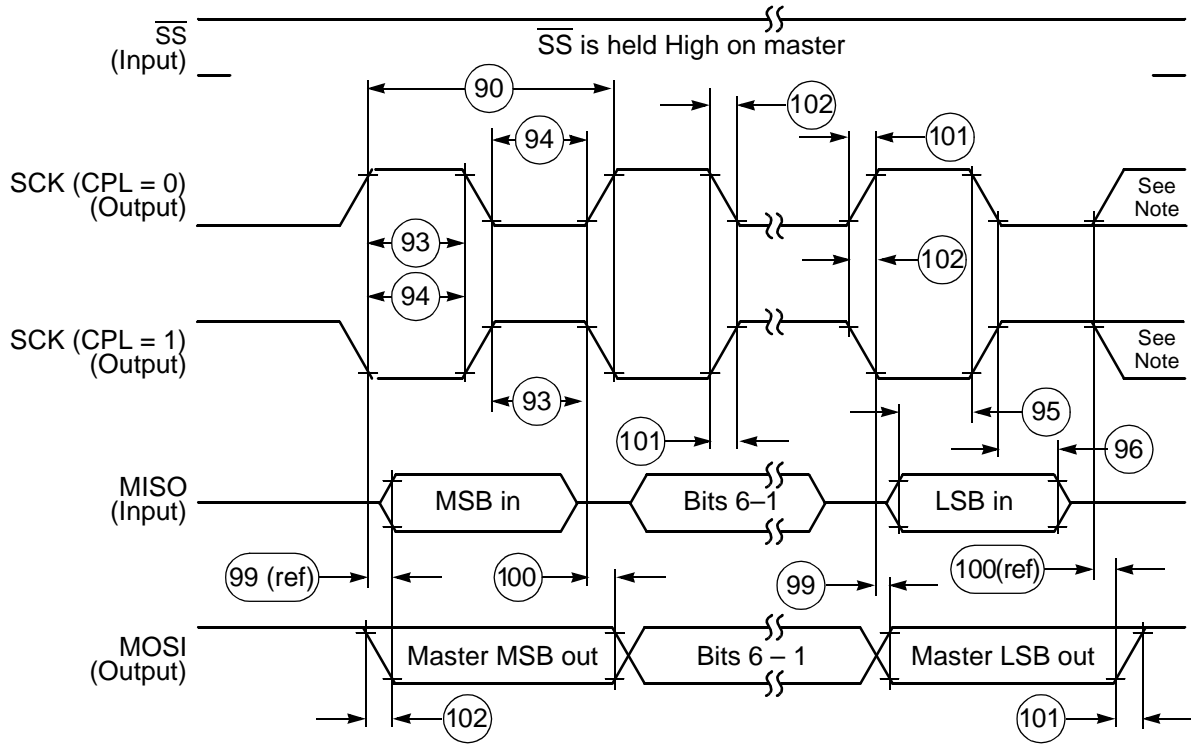 SS
(Input)
SS is held High on master
90
102
94
101
SCK (CPL = 0)
(Output)
See
Note
93
102
94
SCK (CPL = 1)
(Output)
See
Note
93
95
101
96
MISO
(Input)
MSB in
Bits 6–1
LSB in
99 (ref)
100
99
100(ref)
MOSI
(Output)
Master MSB out
Bits 6 – 1
Master LSB out
102
101